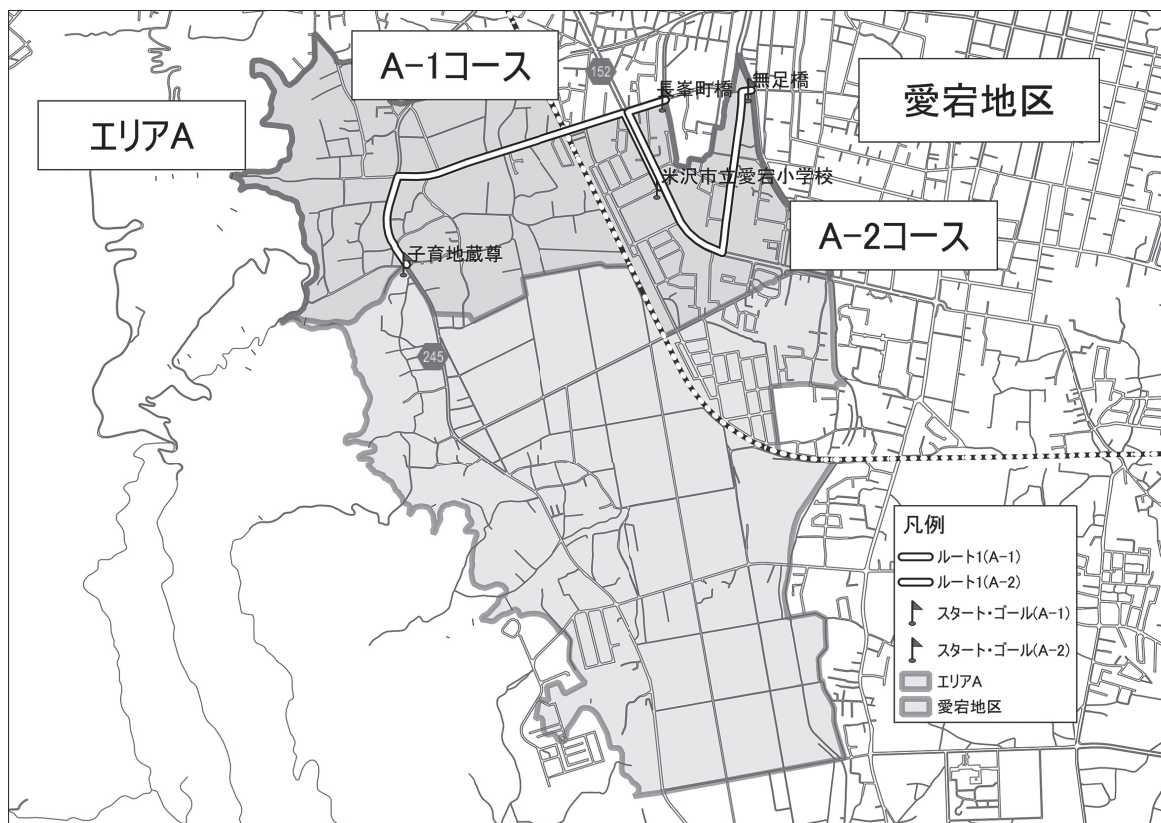 A-1コース
152
長峯町橋
無足橋
愛宕地区
エリアA
米沢市立愛宕小学校
A-2コース
子育地蔵尊
245
凡例
ルート1(A-1)
ルート1(A-2)
スタート・ゴール(A-1)
スタート・ゴール(A-2)
エリアA
愛宕地区